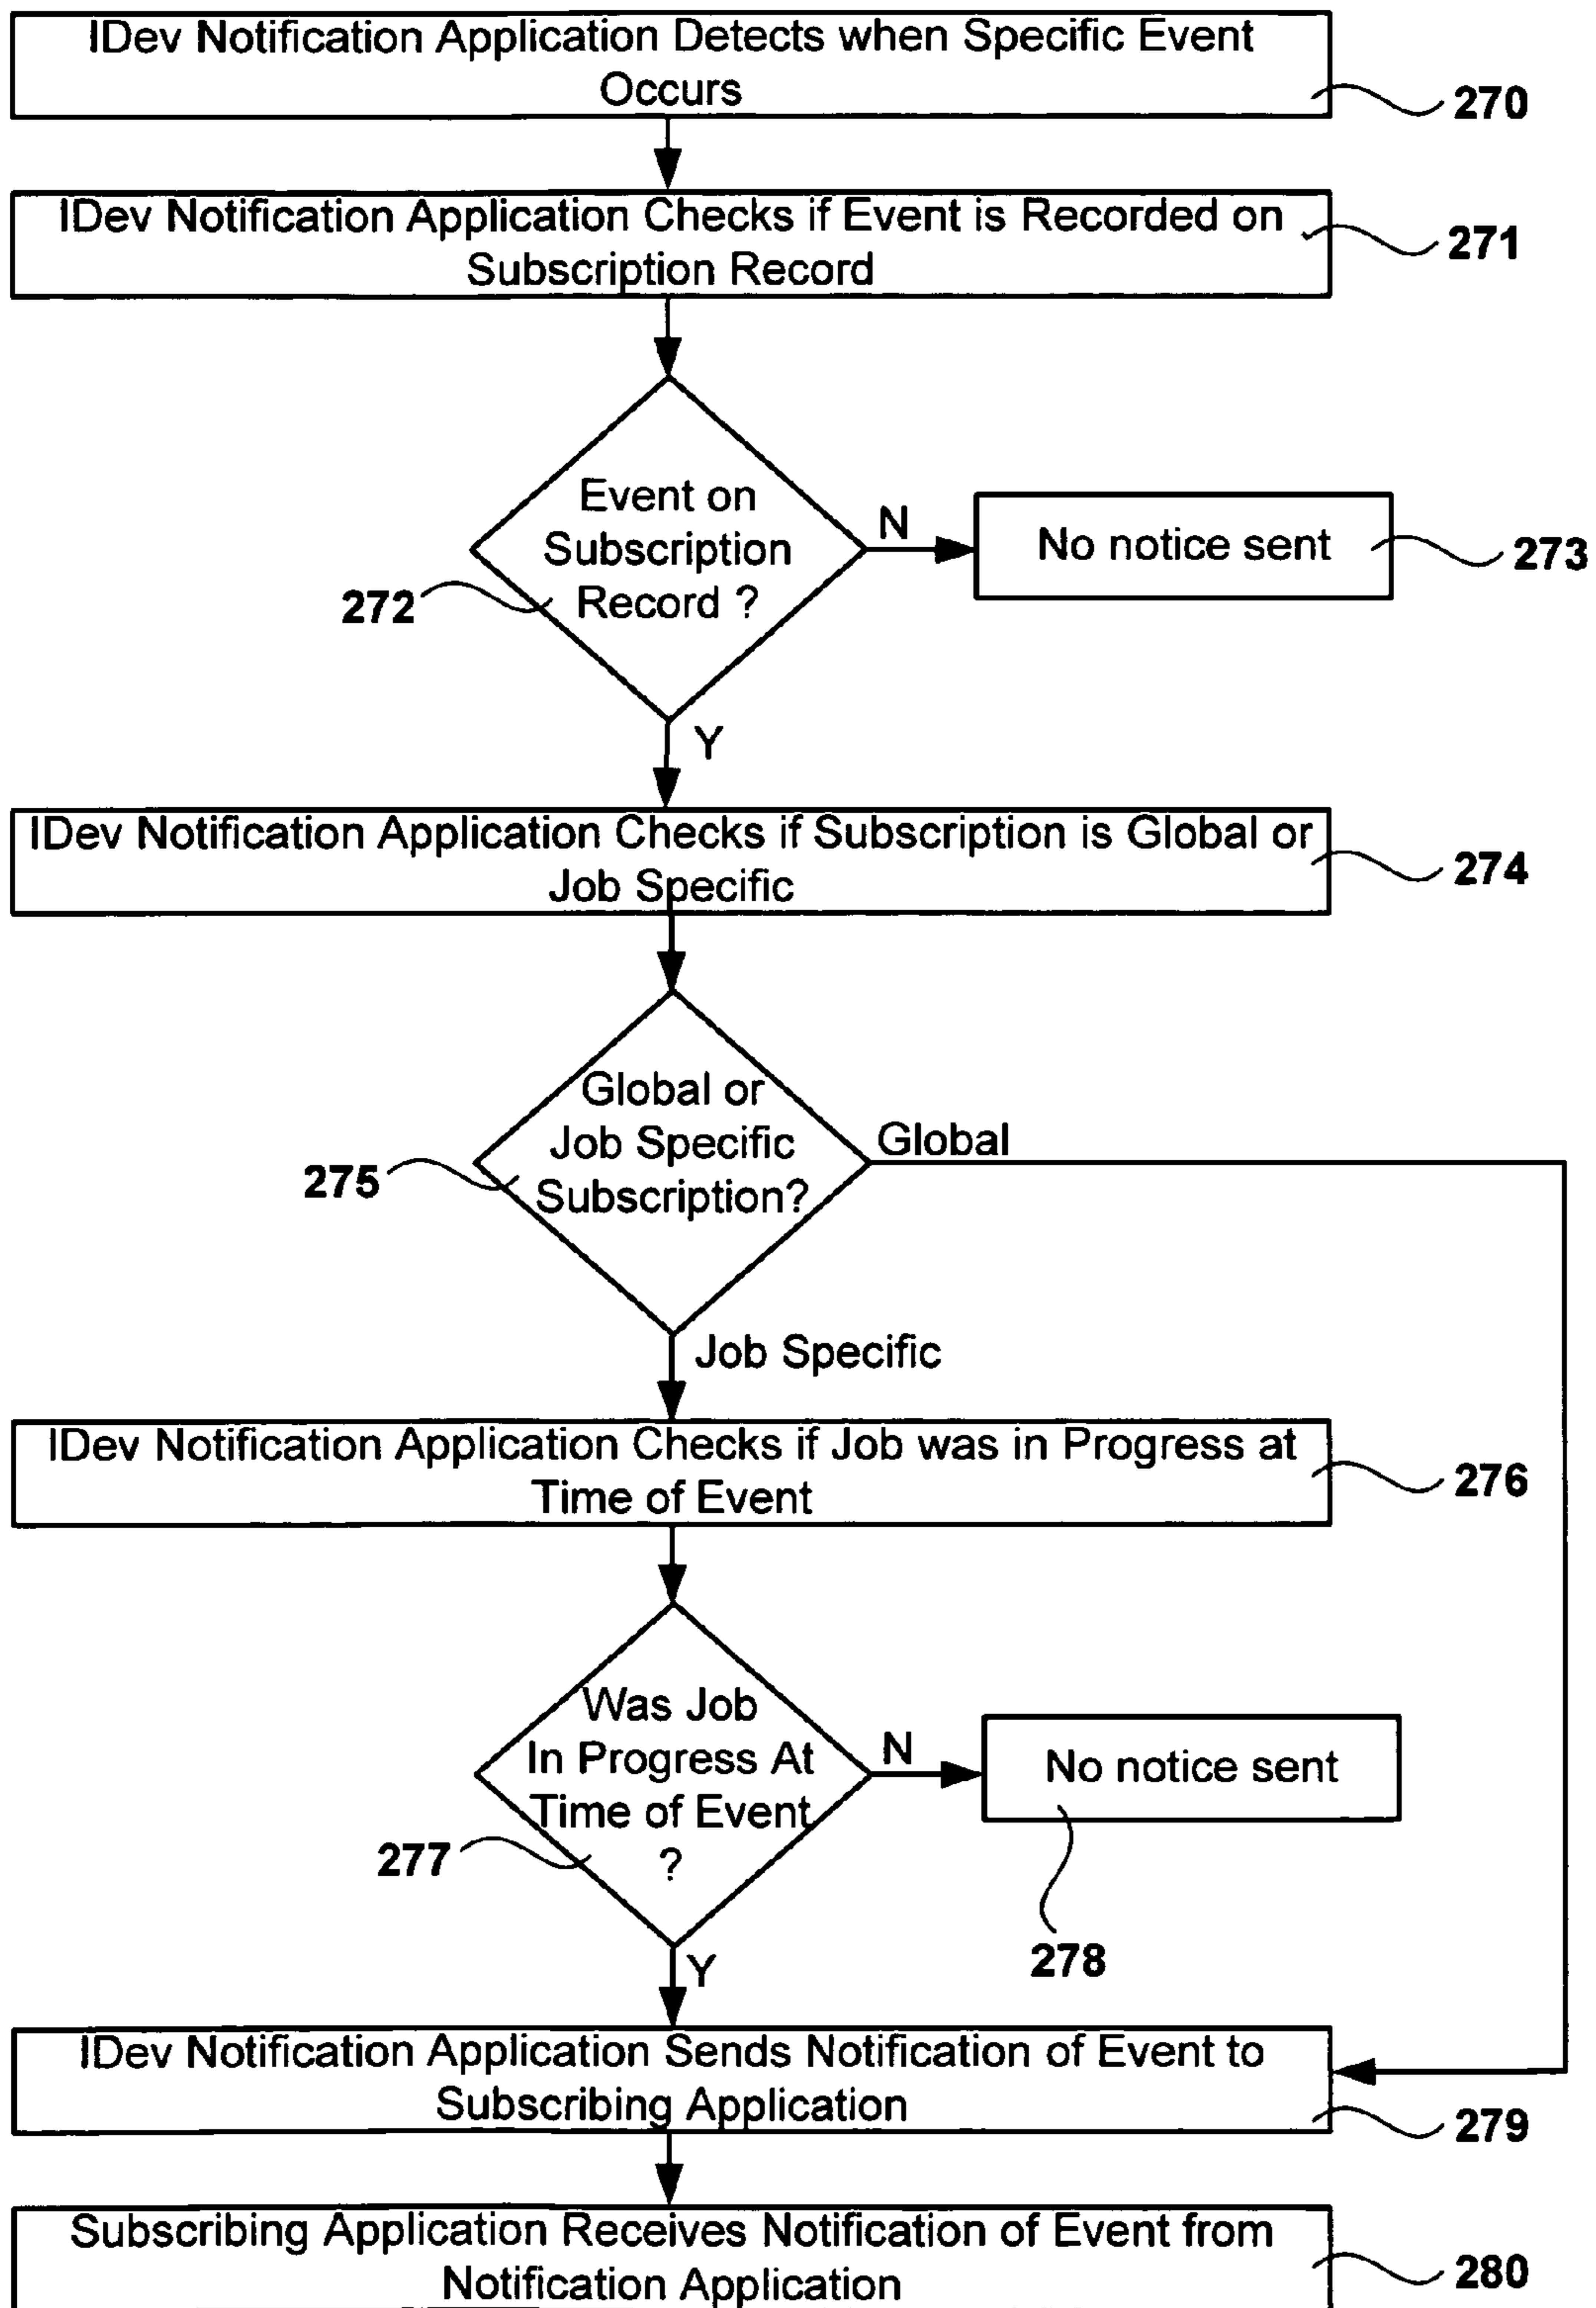 IDev Notification Application Detects when Specific Event
Occurs
270
IDev Notification Application Checks if Event is Recorded on
Subscription Record
271
Event on
Subscription
Record ?
272
N
No notice sent
273
Y
IDev Notification Application Checks if Subscription is Global or
Job Specific
274
Global or
Job Specific
Subscription?
275
Global
Job Specific
IDev Notification Application Checks if Job was in Progress at
Time of Event
276
Was Job
In Progress At
Time of Event
?
277
N
No notice sent
278
Y
IDev Notification Application Sends Notification of Event to
Subscribing Application
279
Subscribing Application Receives Notification of Event from
Notification Application
280